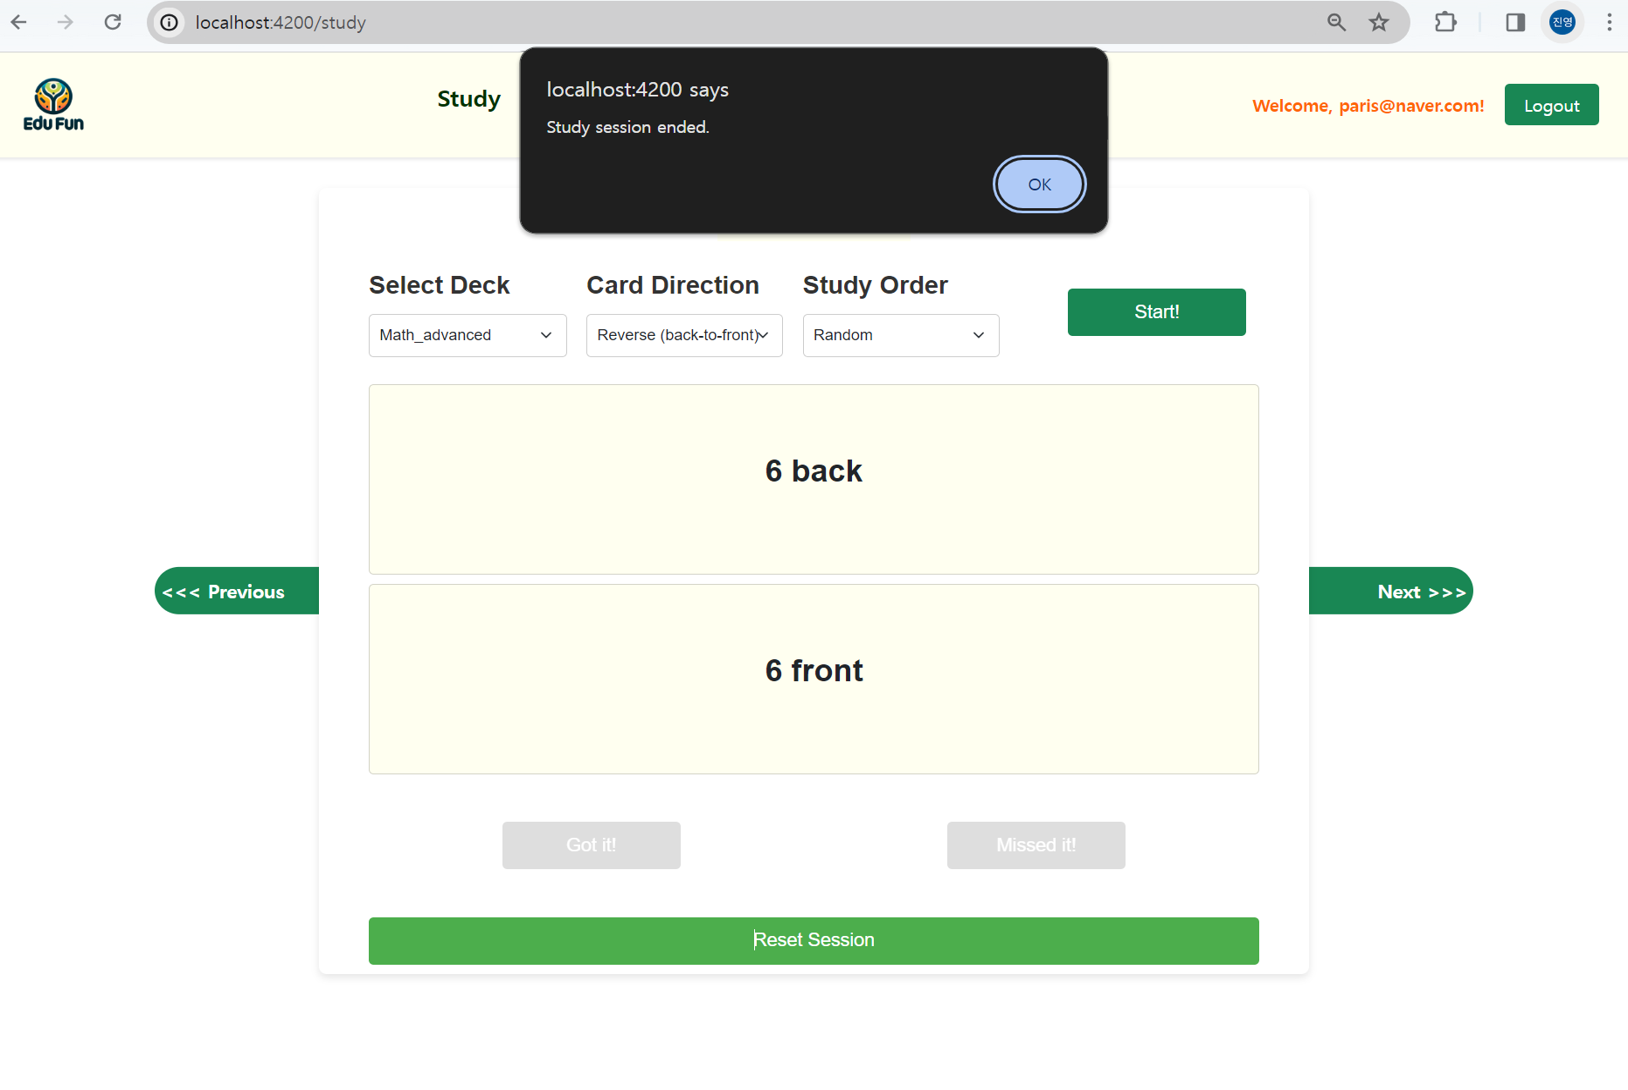 localhost:4200/study
진영
Edu Fun
Study
localhost:4200 says
Study session ended.
OK
Welcome, paris@naver.com!
Logout
Select Deck
Card Direction
Study Order
Math_advanced
Reverse (back-to-front)
Random
Start!
6 back
<<< Previous
Next >>>
6 front
Got it!
Missed it!
Reset Session